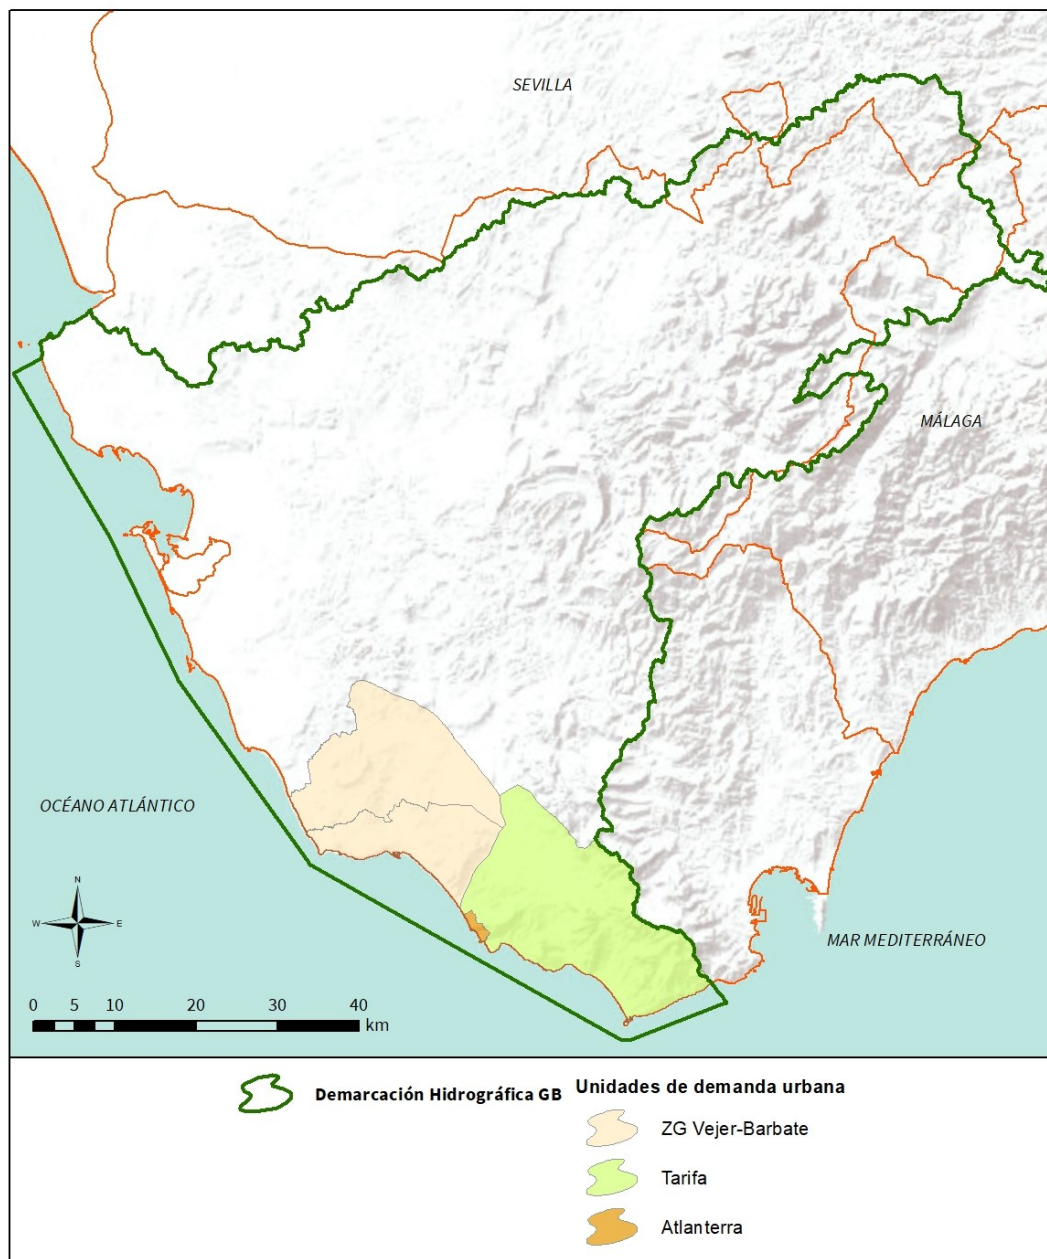 SEVILLA
MÁLAGA
OCÉANO ATLÁNTICO
N
W
E
S
MAR MEDITERRÁNEO
0 5 10 20 30 40
km
Demarcación Hidrográfica GB
Unidades de demanda urbana
ZG Vejer-Barbate
Tarifa
Atlanterra